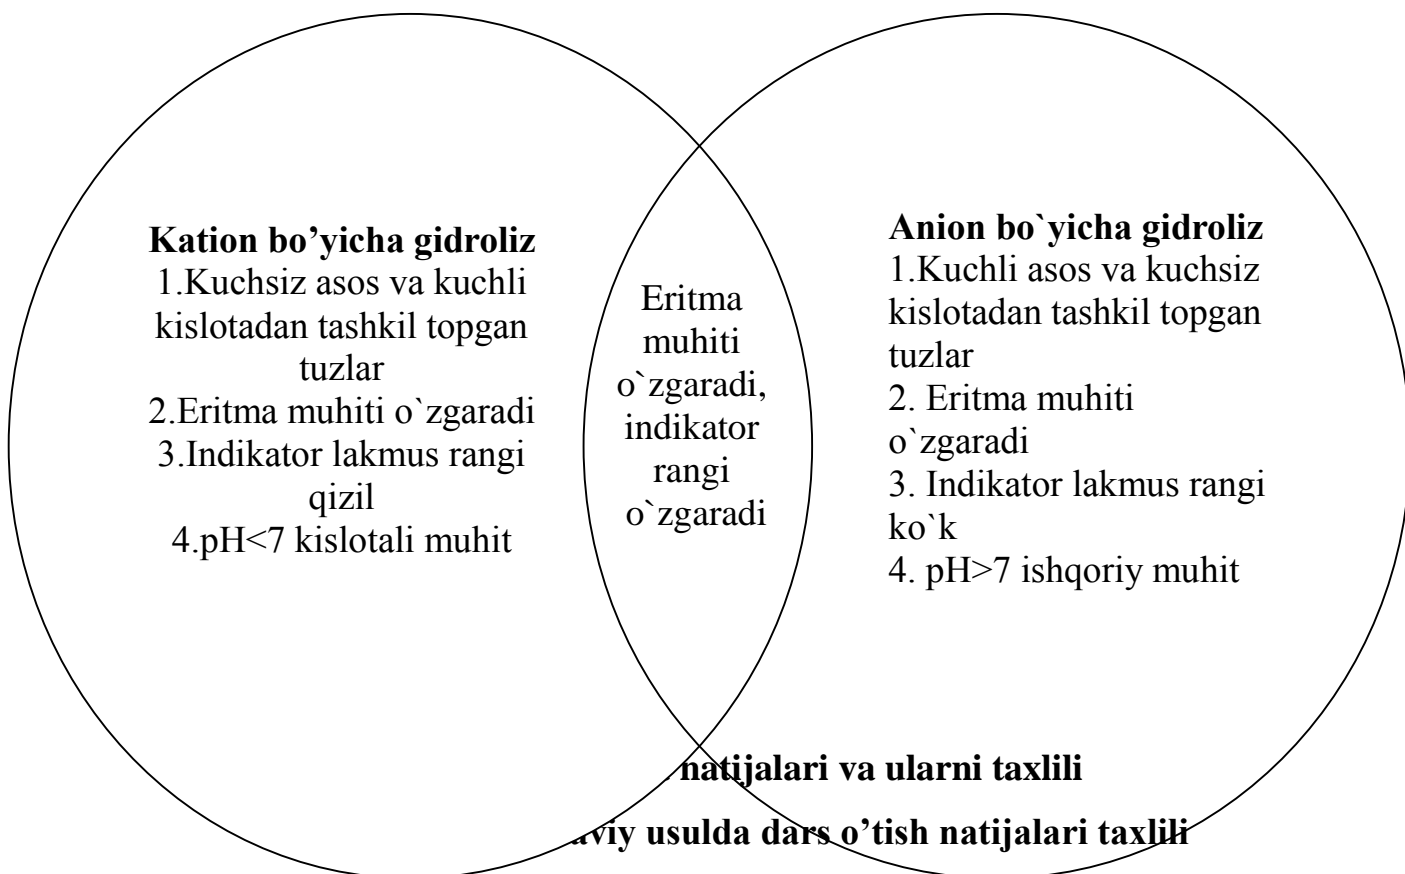 Kation bo’yicha gidroliz
1.Kuchsiz asos va kuchli
kislotadan tashkil topgan
tuzlar
2.Eritma muhiti o`zgaradi
3.Indikator lakmus rangi
qizil
4.pH<7 kislotali muhit
Eritma
muhiti
o`zgaradi,
indikator
rangi
o`zgaradi
Anion bo`yicha gidroliz
1.Kuchli asos va kuchsiz
kislotadan tashkil topgan
tuzlar
2. Eritma muhiti
o`zgaradi
3. Indikator lakmus rangi
ko`k
4. pH>7 ishqoriy muhit
natijalari va ularni taxlili
usulda dars o’tish natijalari taxlili